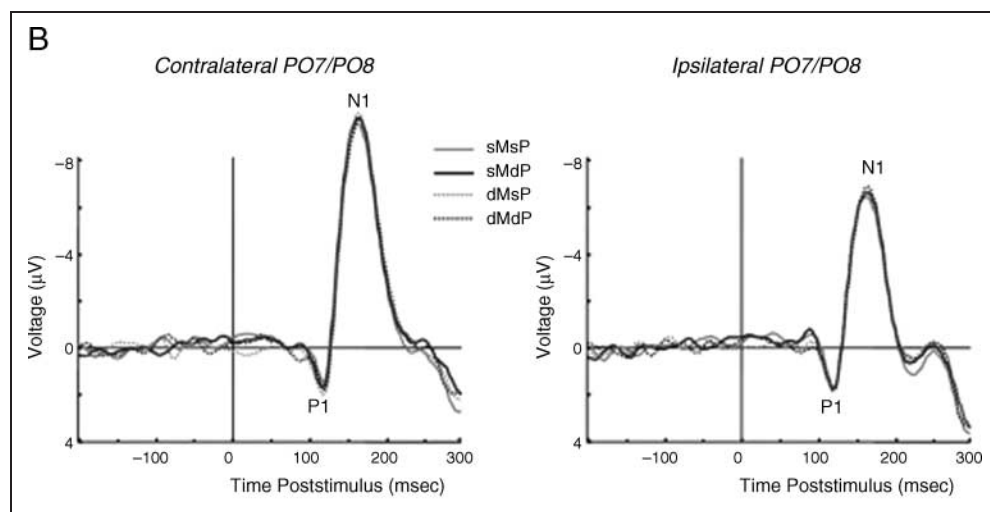 B
Contralateral PO7/PO8
N1
–8
–4
0
4
Voltage (μV)
P1
–100
0
100
200
300
Time Poststimulus (msec)
sMsP
sMdP
dMsP
dMdP
Ipsilateral PO7/PO8
N1
–8
–4
0
4
Voltage (μV)
P1
–100
0
100
200
300
Time Poststimulus (msec)